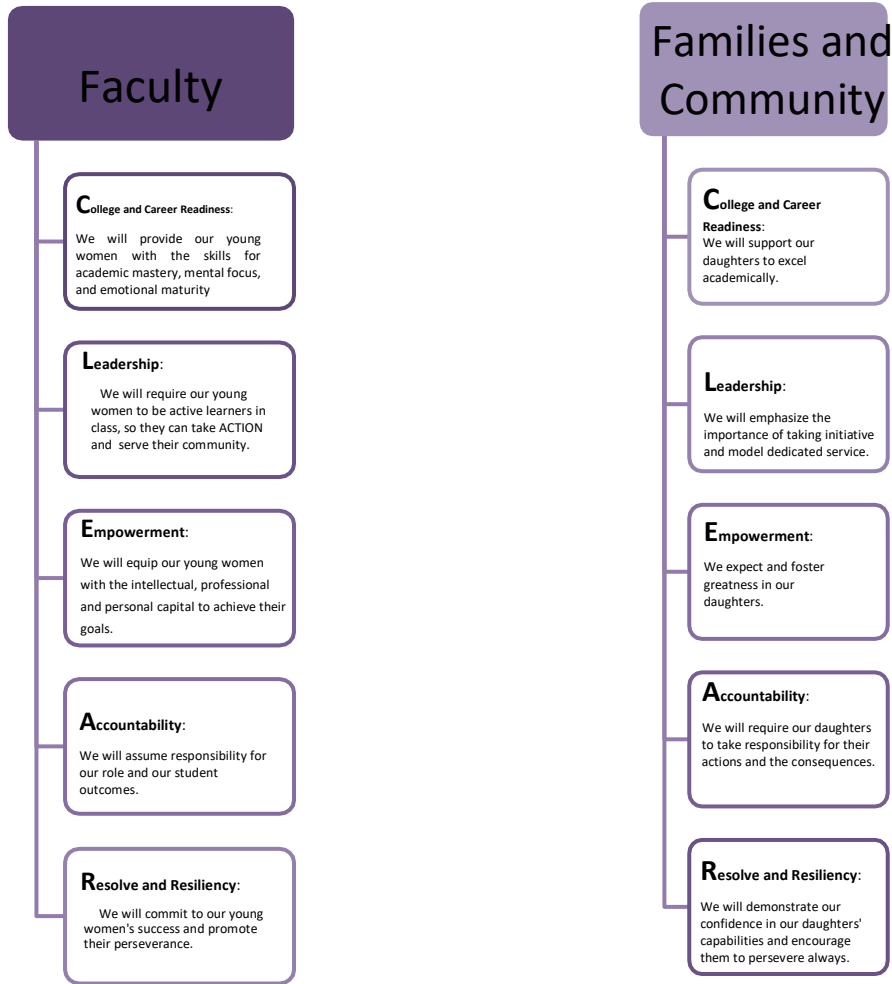 Faculty
College and Career Readiness:
We will provide our young
women with the skills for
academic mastery, mental focus,
and emotional maturity
Leadership:
We will require our young
women to be active learners in
class, so they can take ACTION
and serve their community.
Empowerment:
We will equip our young women
with the intellectual, professional
and personal capital to achieve their
goals.
Accountability:
We will assume responsibility for
our role and our student
outcomes.
Resolve and Resiliency:
We will commit to our young
women's success and promote
their perseverance.
Families and
Community
College and Career
Readiness:
We will support our
daughters to excel
academically.
Leadership:
We will emphasize the
importance of taking initiative
and model dedicated service.
Empowerment:
We expect and foster
greatness in our
daughters.
Accountability:
We will require our daughters
to take responsibility for their
actions and the consequences.
Resolve and Resiliency:
We will demonstrate our
confidence in our daughters'
capabilities and encourage
them to persevere always.